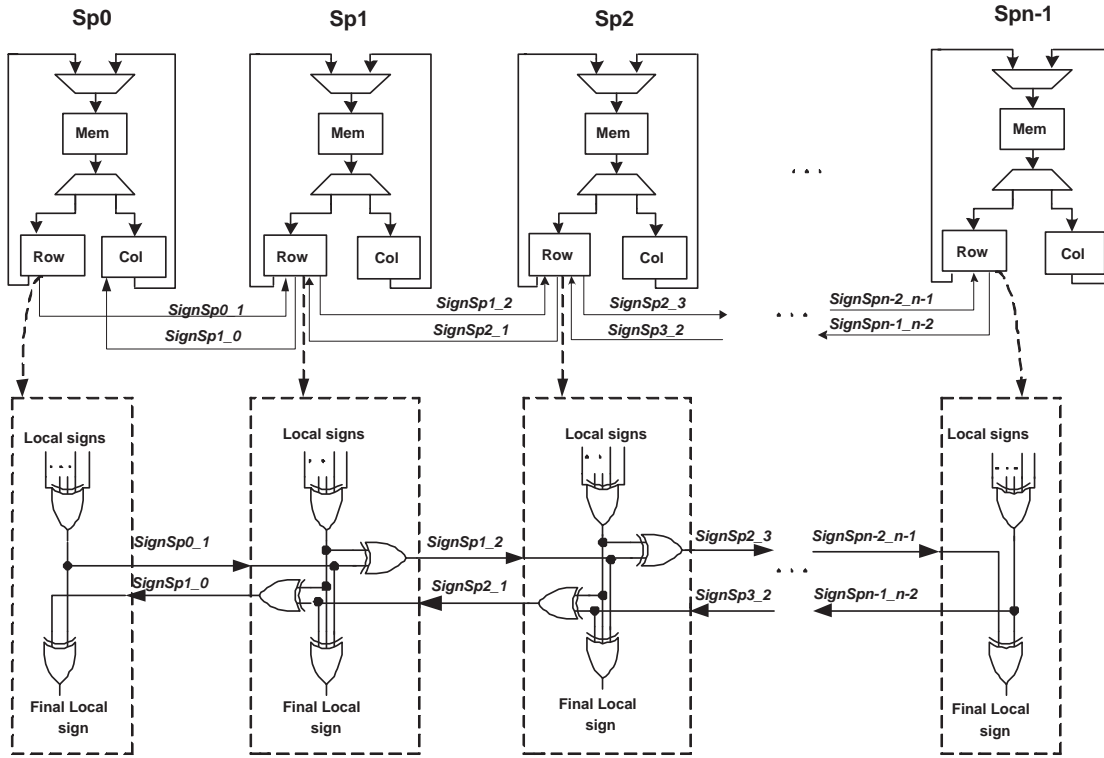 Sp0 Sp1 Sp2 Spn-1
Mem Mem Mem Mem
. . .
Row Col Row Col Row Col Row Col
SignSp0_1 SignSp1_2 SignSp2_3 SignSpn-2_n-1
. . .
SignSp1_0 SignSp2_1 SignSp3_2 SignSpn-1_n-2
Local signs Local signs Local signs Local signs
. . . . . . . . . .
SignSp0_1 SignSp1_2 SignSp2_3 SignSpn-2_n-1
. . .
SignSp1_0 SignSp2_1 SignSp3_2 SignSpn-1_n-2
Final Local Final Local Final Local Final Local
sign sign sign sign